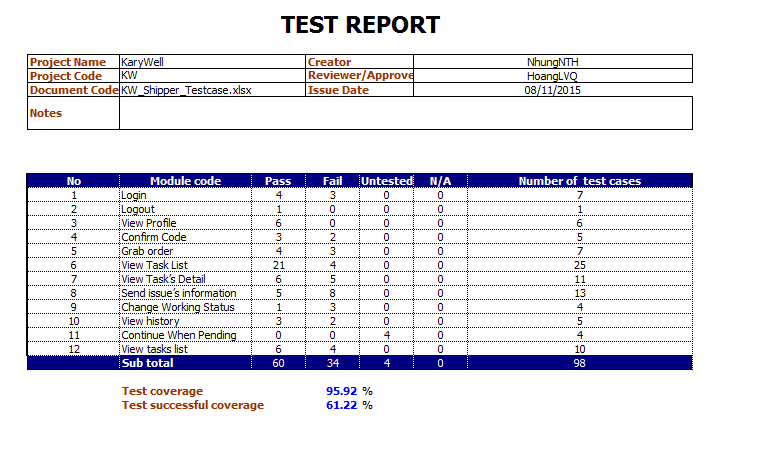 TEST REPORT
Project Name KaryWell Creator NhungNTH
Project Code KW Reviewer/Approve HoangLVQ
Document Code KW_Shipper_Testcase.xlsx Issue Date 08/11/2015
Notes
No Module code Pass Fail Untested N/A Number of test cases
1 Login 4 3 0 0 7
2 Logout 1 0 0 0 1
3 View Profile 6 0 0 0 6
4 Confirm Code 3 2 0 0 5
5 Grab order 4 3 0 0 7
6 View Task List 21 4 0 0 25
7 View Task's Detail 6 5 0 0 11
8 Send issue's information 5 8 0 0 13
9 Change Working Status 1 3 0 0 4
10 View history 3 2 0 0 5
11 Continue When Pending 0 0 4 0 4
12 View tasks list 6 4 0 0 10
Sub total 60 34 4 0 98
Test coverage 95.92 %
Test successful coverage 61.22 %